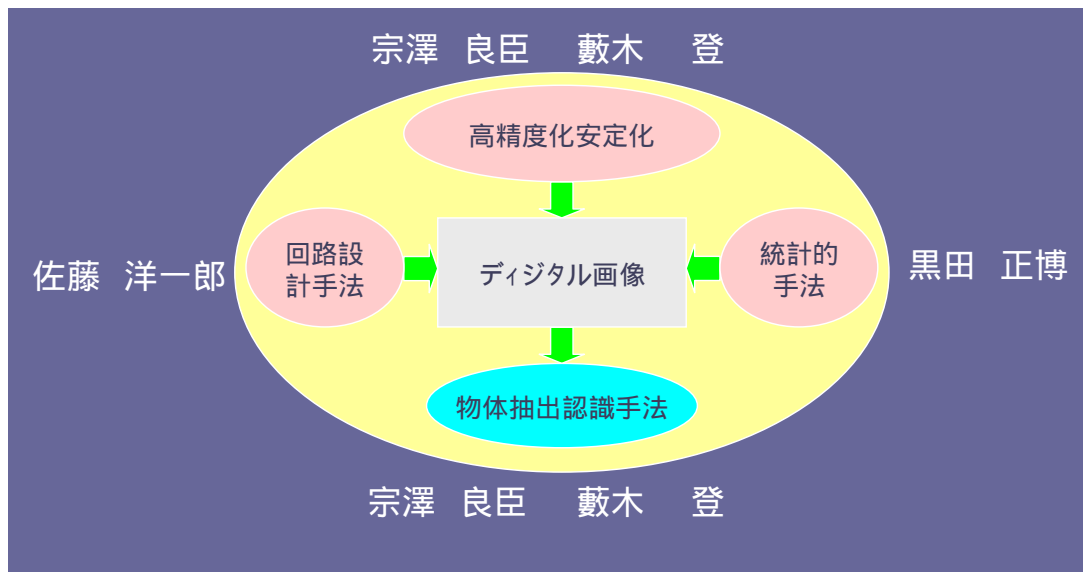 宗澤 良臣 藪木 登
高精度化安定化
回路設
計手法
ディジタル画像
統計的
手法
佐藤 洋一郎
黒田 正博
物体抽出認識手法
宗澤 良臣 藪木 登